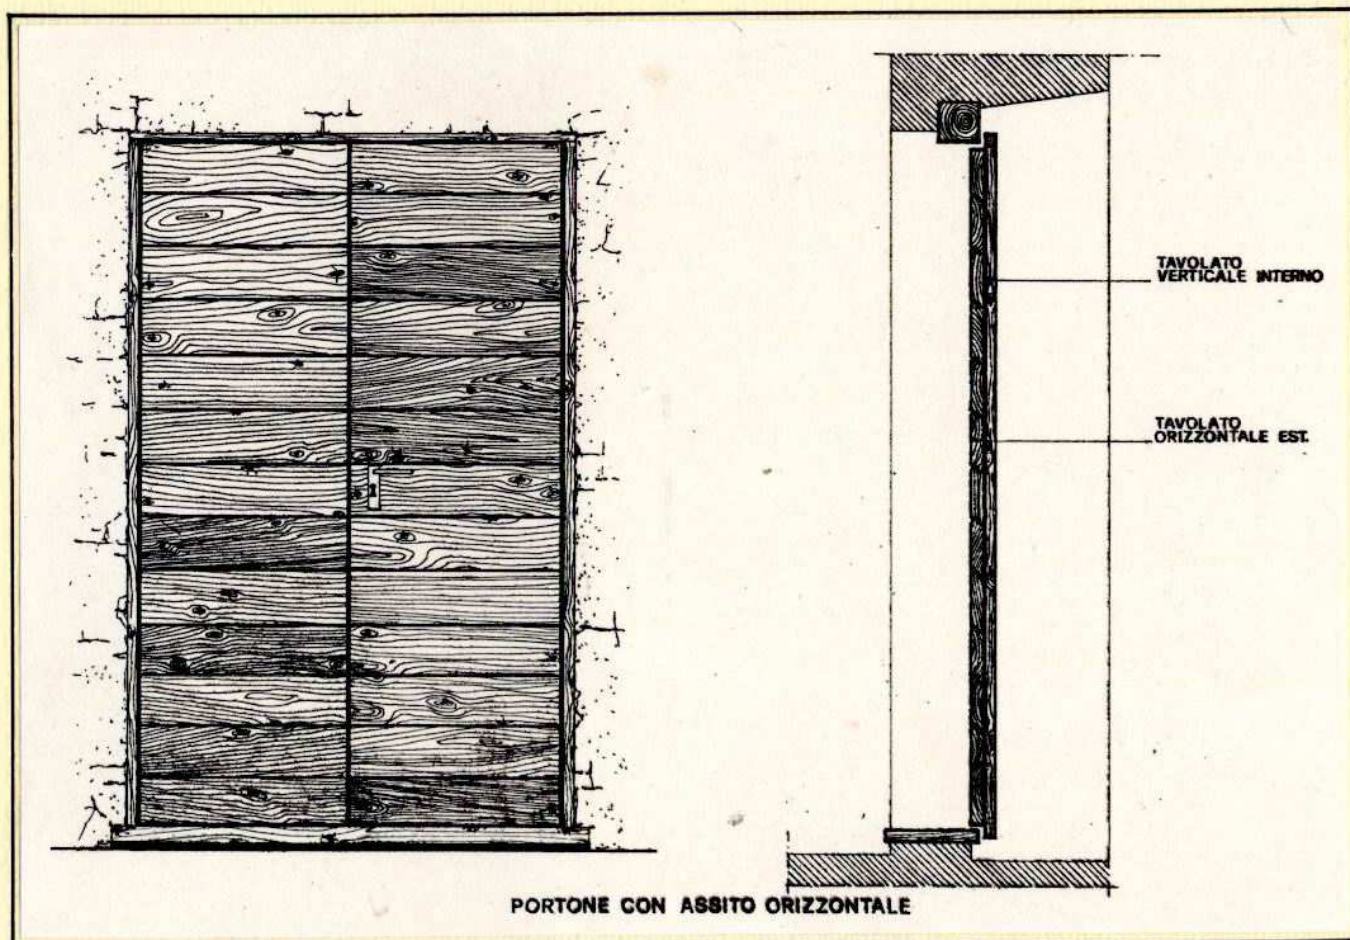 TAVOLATO
VERTICALE INTERNO
TAVOLATO
ORIZZONTALE EST.
PORTONE CON ASSITO ORIZZONTALE